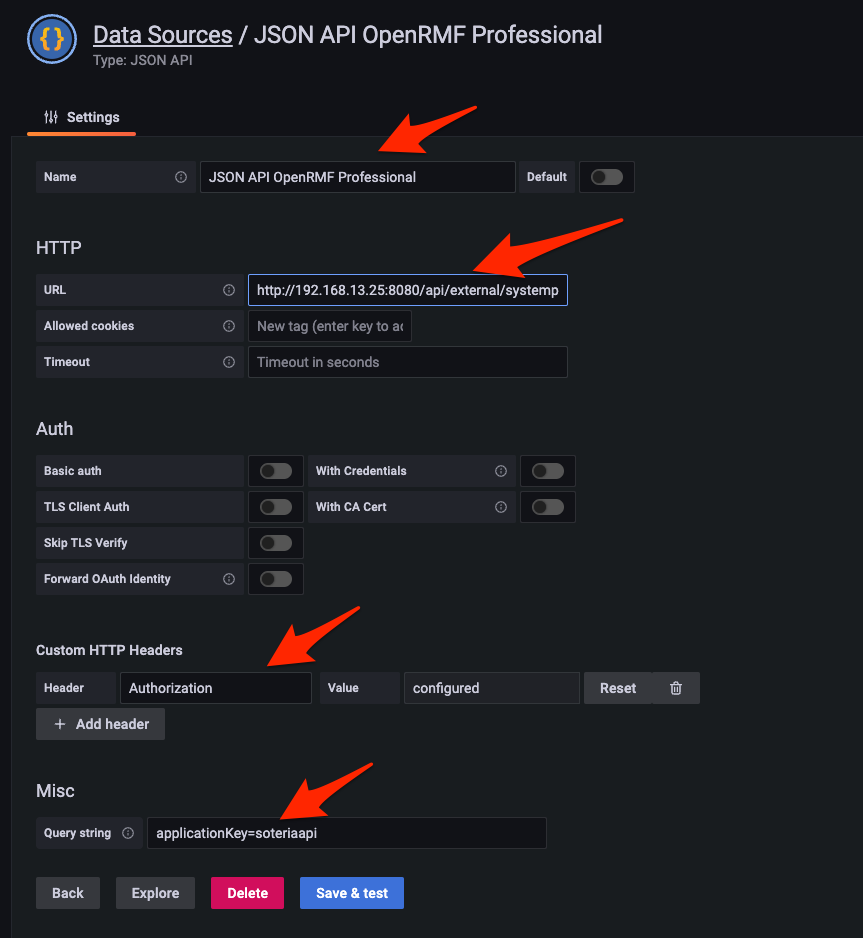 Data Sources / JSON API OpenRMF Professional
Type: JSON API
Settings
Name JSON API OpenRMF Professional Default
HTTP
URL http://192.168.13.25:8080/api/external/systemp
Allowed cookies New tag (enter key to ac
Timeout Timeout in seconds
Auth
Basic auth With Credentials
TLS Client Auth With CA Cert
Skip TLS Verify
Forward OAuth Identity
Custom HTTP Headers
Header Authorization Value configured Reset
+ Add header
Misc
Query string applicationKey=soteriaapi
Back Explore Delete Save & test